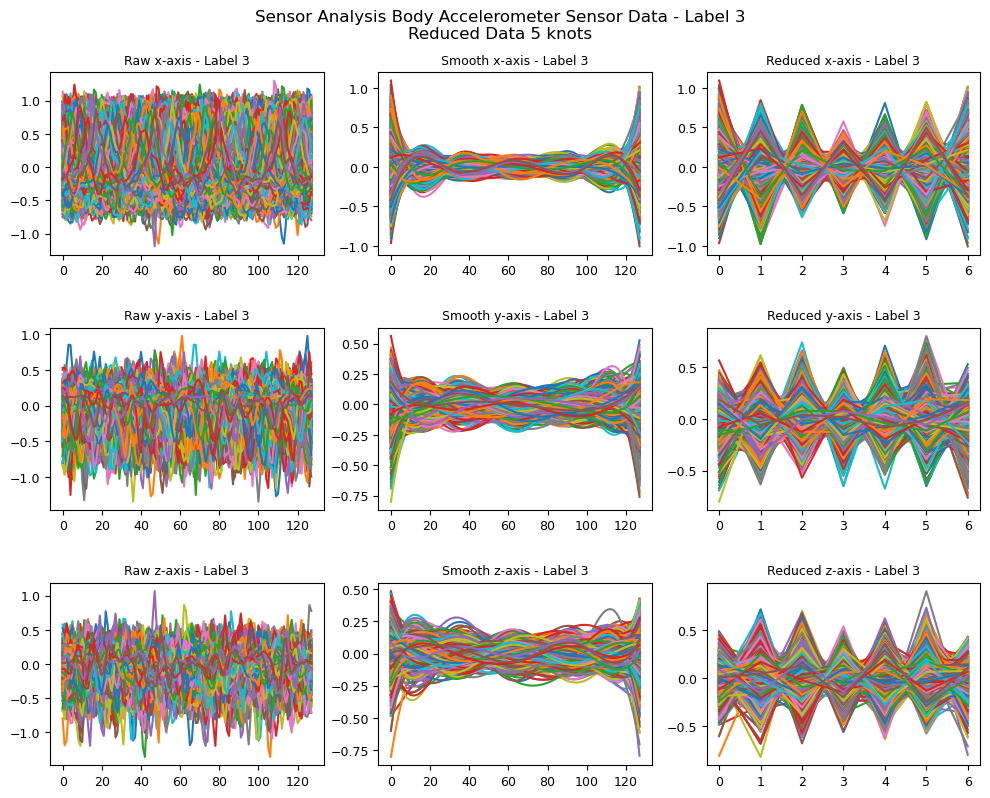 Sensor Analysis Body Accelerometer Sensor Data - Label 3
Reduced Data 5 knots
Raw x-axis - Label 3
Smooth x-axis - Label 3
Reduced x-axis - Label 3
1.0
0.5
0.0
−0.5
−1.0
0 20 40 60 80 100 120
1.0
0.5
0.0
−0.5
−1.0
0 20 40 60 80 100 120
1.0
0.5
0.0
−0.5
−1.0
0 1 2 3 4 5 6
Raw y-axis - Label 3
Smooth y-axis - Label 3
Reduced y-axis - Label 3
1.0
0.5
0.0
−0.5
−1.0
0 20 40 60 80 100 120
0.50
0.25
0.00
−0.25
−0.50
−0.75
0 20 40 60 80 100 120
0.5
0.0
−0.5
0 1 2 3 4 5 6
Raw z-axis - Label 3
Smooth z-axis - Label 3
Reduced z-axis - Label 3
1.0
0.5
0.0
−0.5
−1.0
0 20 40 60 80 100 120
0.50
0.25
0.00
−0.25
−0.50
−0.75
0 20 40 60 80 100 120
0.5
0.0
−0.5
0 1 2 3 4 5 6